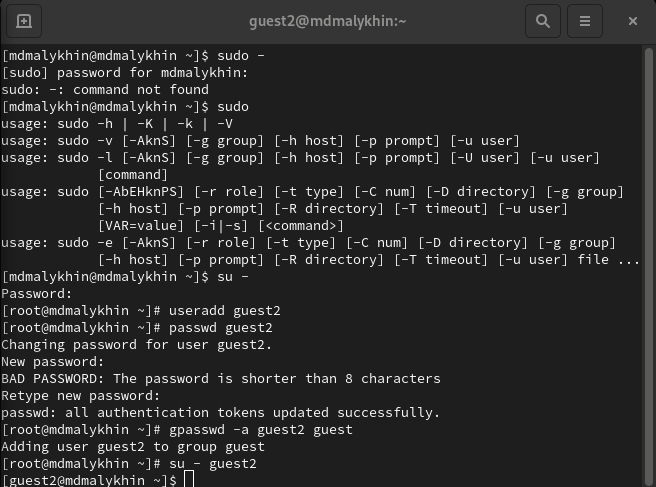 guest2@mdmalykhin:~
[mdmalykhin@mdmalykhin ~]$ sudo -
[sudo] password for mdmalykhin:
sudo: -: command not found
[mdmalykhin@mdmalykhin ~]$ sudo
usage: sudo -h | -K | -k | -V
usage: sudo -v [-AknS] [-g group] [-h host] [-p prompt] [-u user]
usage: sudo -l [-AknS] [-g group] [-h host] [-p prompt] [-U user] [-u user]
            [command]
usage: sudo [-AbEHknPS] [-r role] [-t type] [-C num] [-D directory] [-g group]
            [-h host] [-p prompt] [-R directory] [-T timeout] [-u user]
            [VAR=value] [-i|-s] [<command>]
usage: sudo -e [-AknS] [-r role] [-t type] [-C num] [-D directory] [-g group]
            [-h host] [-p prompt] [-R directory] [-T timeout] [-u user] file ...
[mdmalykhin@mdmalykhin ~]$ su -
Password:
[root@mdmalykhin ~]# useradd guest2
[root@mdmalykhin ~]# passwd guest2
Changing password for user guest2.
New password:
BAD PASSWORD: The password is shorter than 8 characters
Retype new password:
passwd: all authentication tokens updated successfully.
[root@mdmalykhin ~]# gpasswd -a guest2 guest
Adding user guest2 to group guest
[root@mdmalykhin ~]# su - guest2
[guest2@mdmalykhin ~]$